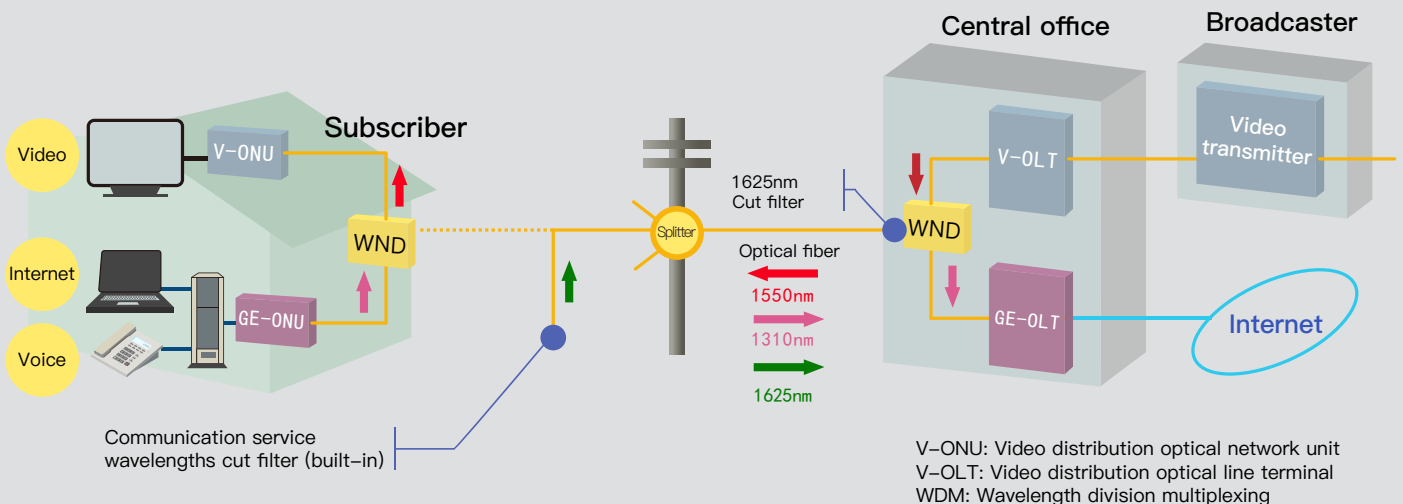 Central office
Broadcaster
Subscriber
Video
V-ONU
Video
transmitter
V-OLT
1625nm
Cut filter
WND
Splitter
WND
Optical fiber
1550nm
1310nm
1625nm
Internet
GE-ONU
GE-OLT
Internet
Voice
Communication service
wavelengths cut filter (built-in)
V-ONU: Video distribution optical network unit
V-OLT: Video distribution optical line terminal
WDM: Wavelength division multiplexing